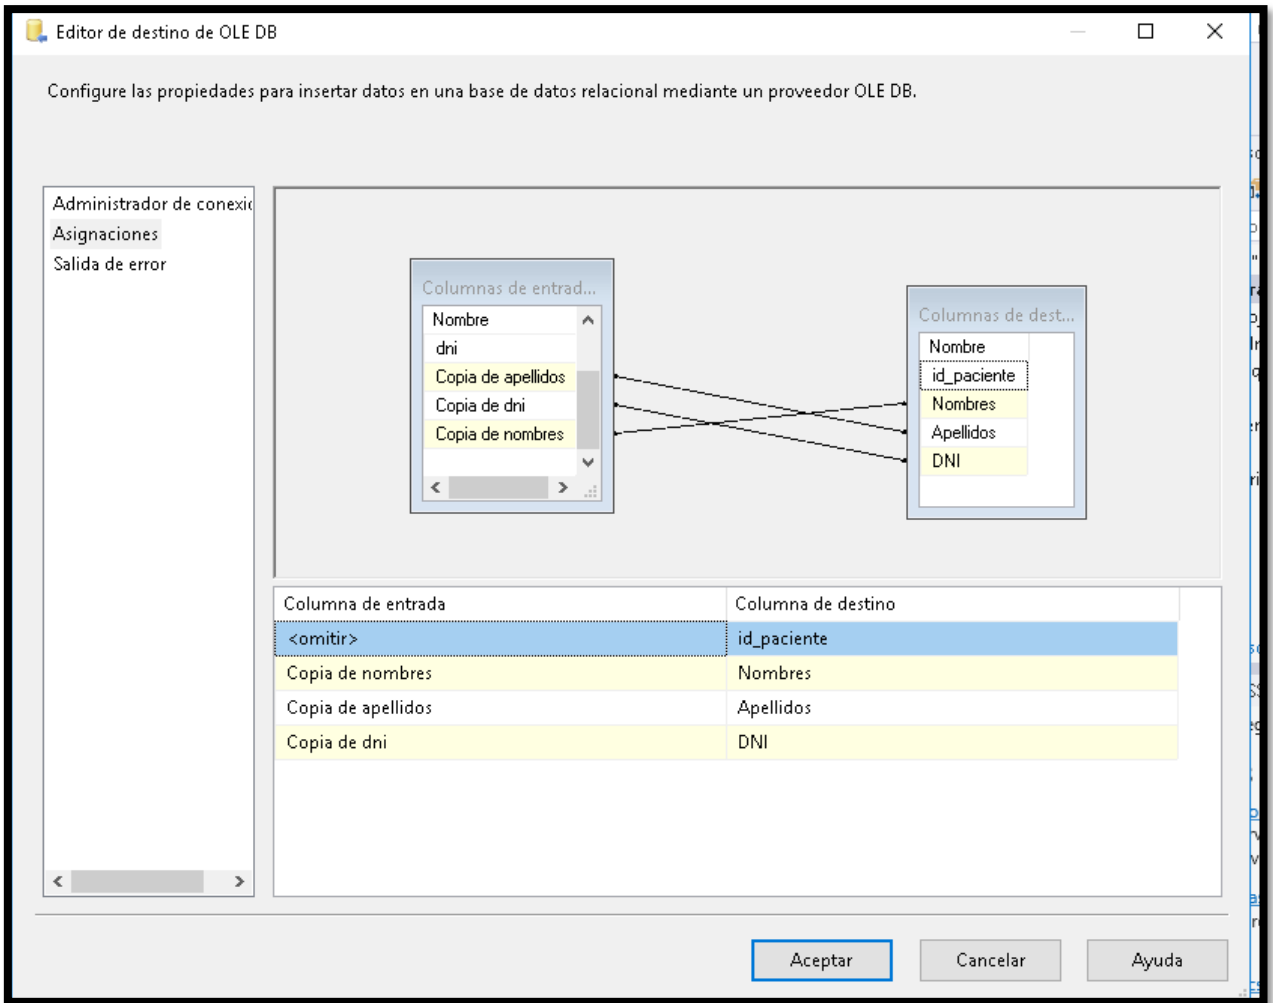 Editor de destino de OLE DB
Configure las propiedades para insertar datos en una base de datos relacional mediante un proveedor OLE DB.
Administrador de conexi
Asignaciones
Salida de error
Columnas de entrad...
Nombre
dni
Copia de apellidos
Copia de dni
Copia de nombres
Columnas de dest...
Nombre
id_paciente
Nombres
Apellidos
DNI
Columna de entrada Columna de destino
<omitir> id_paciente
Copia de nombres Nombres
Copia de apellidos Apellidos
Copia de dni DNI
Aceptar Cancelar Ayuda